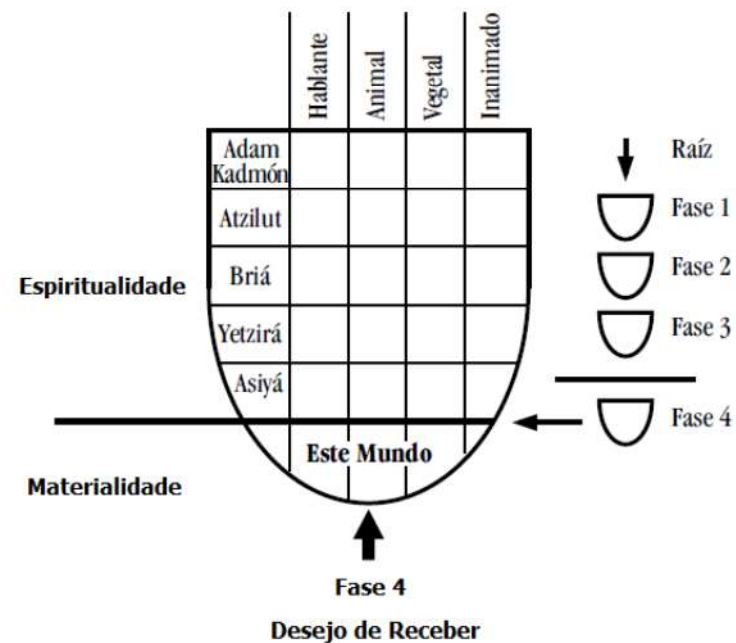 Hablante
Animal
Vegetal
Inanimado
Adam
Kadmón
Atzilut
Briá
Yetzirá
Asiyá
Este Mundo
Espiritualidade
Materialidade
Raíz
Fase 1
Fase 2
Fase 3
Fase 4
Fase 4
Desejo de Receber